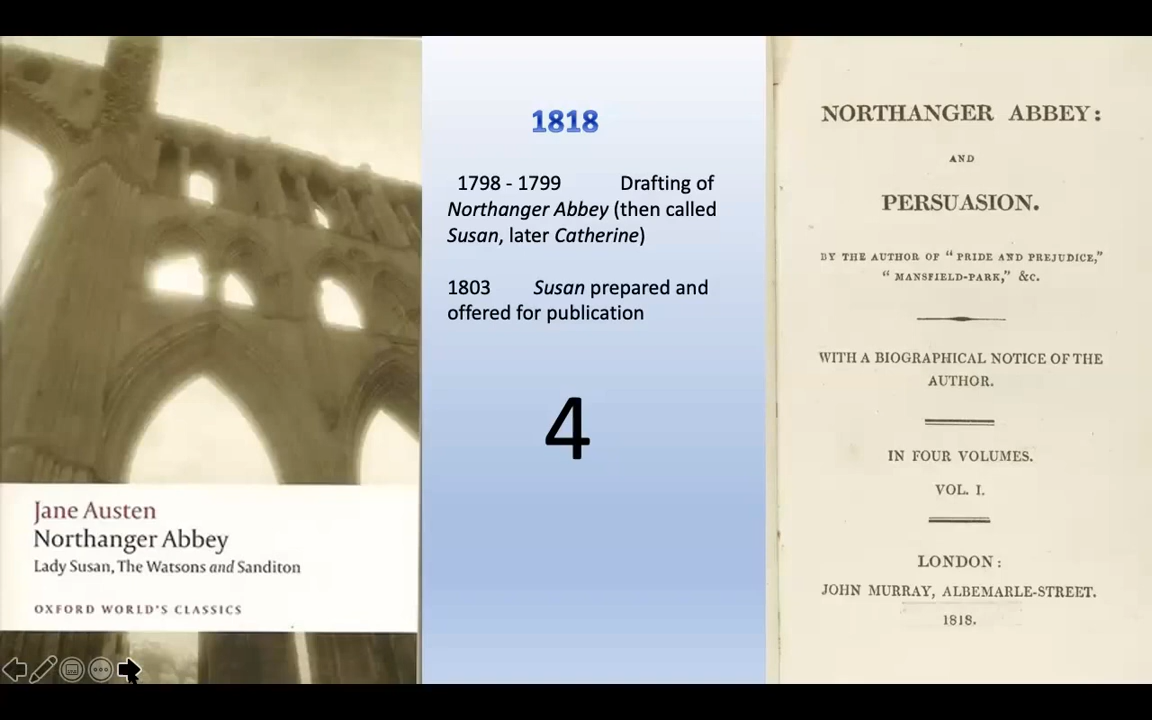 Jane Austen
Northanger Abbey
Lady Susan, The Watsons and Sanditon
OXFORD WORLD'S CLASSICS
1818
1798 - 1799 Drafting of
Northanger Abbey (then called
Susan, later Catherine)
1803 Susan prepared and
offered for publication
4
NORTHANGER ABBEY:
AND
PERSUASION.
BY THE AUTHOR OF "PRIDE AND PREJUDICE,"
"MANSFIELD-PARK," &C.
WITH A BIOGRAPHICAL NOTICE OF THE
AUTHOR.
IN FOUR VOLUMES.
VOL. I.
LONDON:
JOHN MURRAY, ALBEMARLE-STREET.
1818.